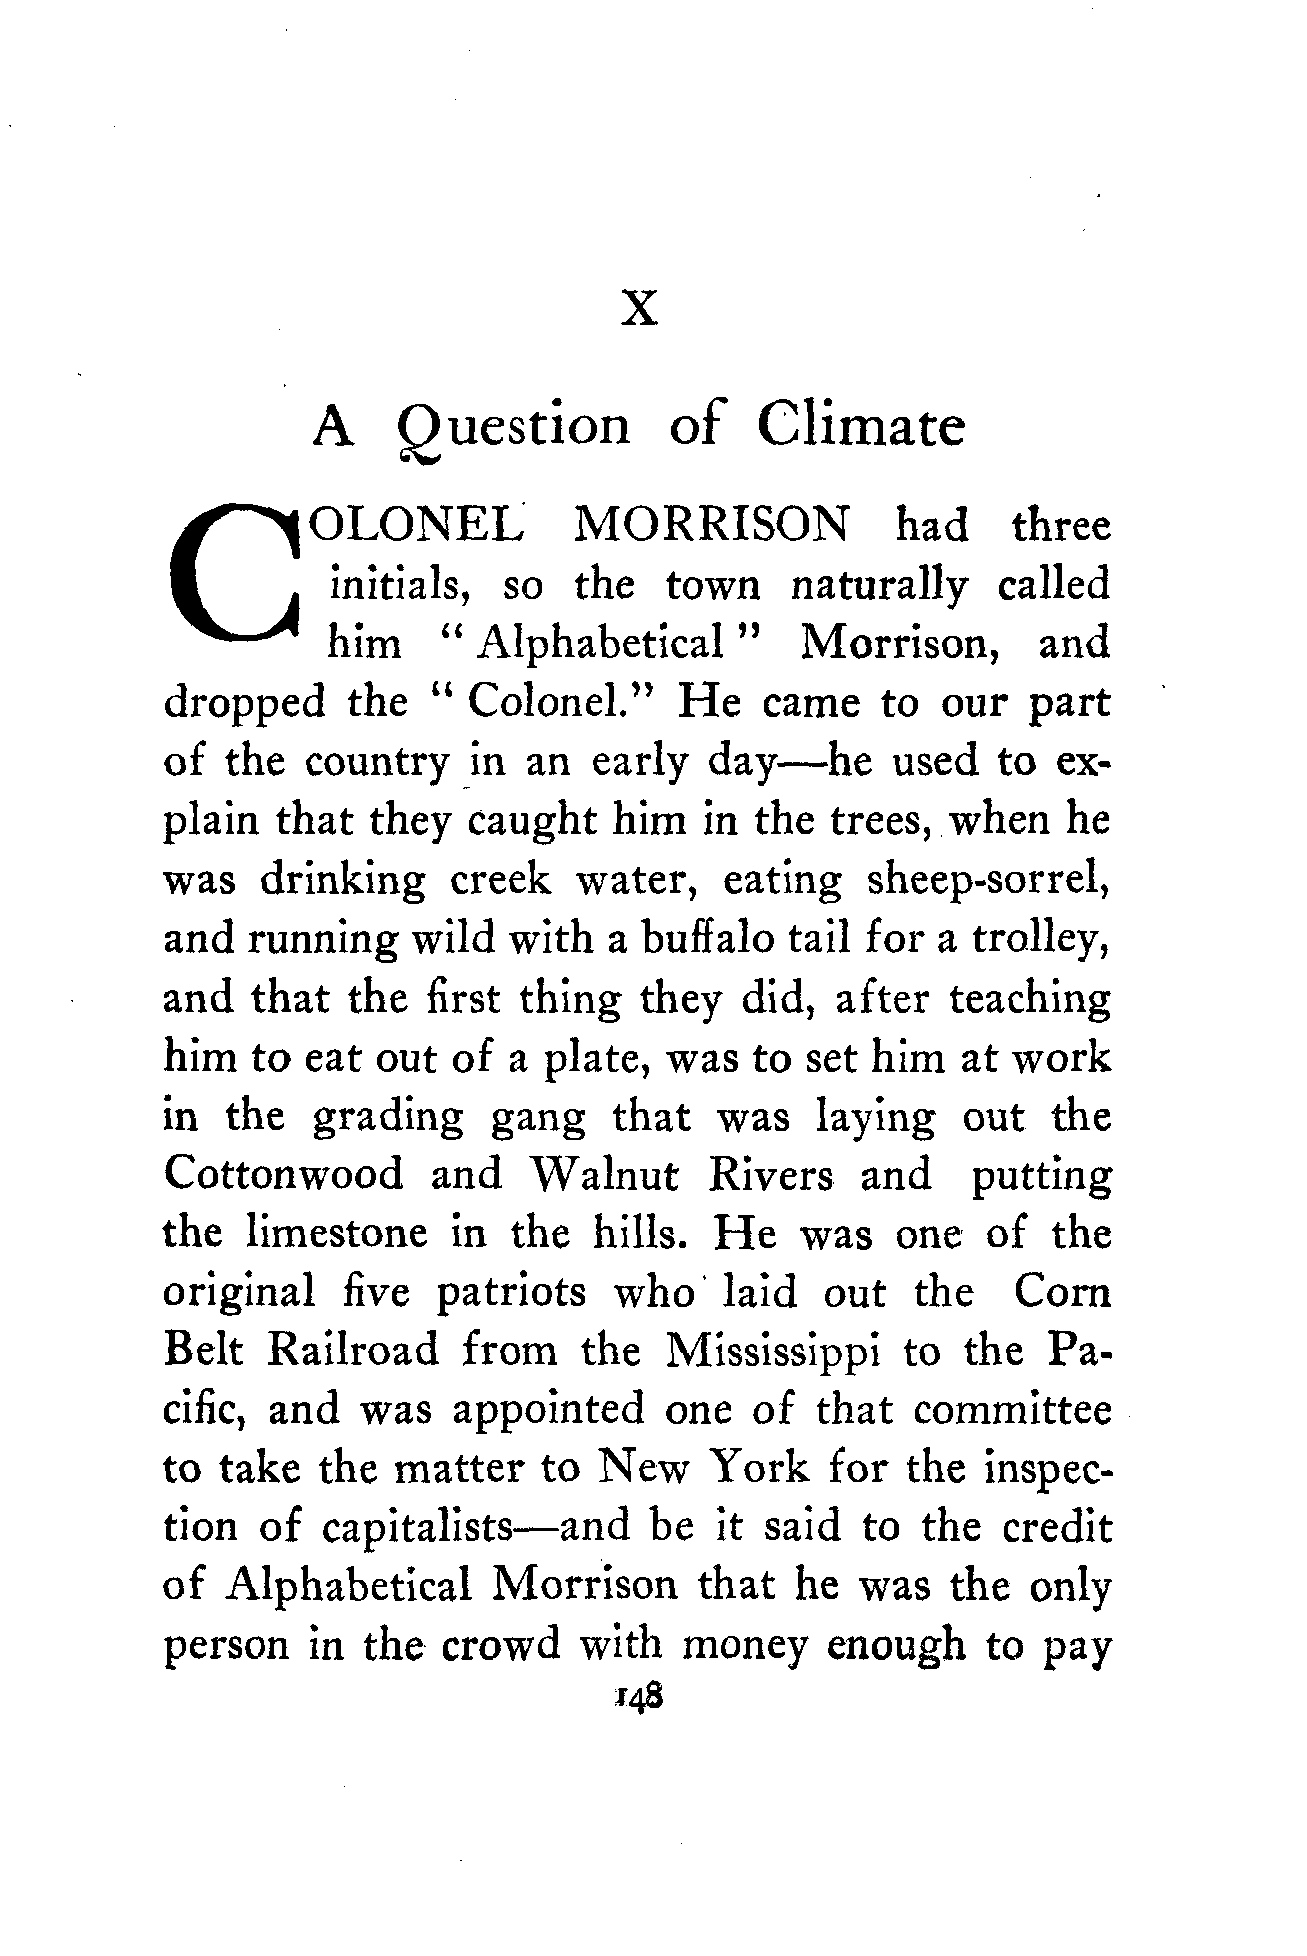 X
A Question of Climate
COLONEL MORRISON had three
initials, so the town naturally called
him " Alphabetical " Morrison, and
dropped the " Colonel." He came to our part
of the country in an early day—he used to ex-
plain that they caught him in the trees, when he
was drinking creek water, eating sheep-sorrel,
and running wild with a buffalo tail for a trolley,
and that the first thing they did, after teaching
him to eat out of a plate, was to set him at work
in the grading gang that was laying out the
Cottonwood and Walnut Rivers and putting
the limestone in the hills. He was one of the
original five patriots who laid out the Corn
Belt Railroad from the Mississippi to the Pa-
cific, and was appointed one of that committee
to take the matter to New York for the inspec-
tion of capitalists—and be it said to the credit
of Alphabetical Morrison that he was the only
person in the crowd with money enough to pay
148